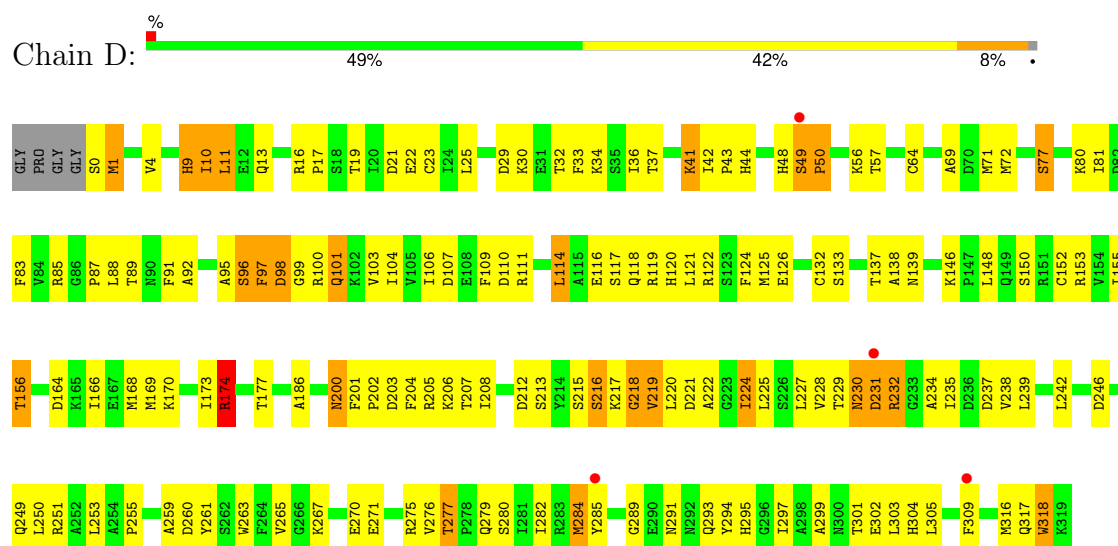 %
Chain D:
49% 42% 8% •
GLY PRO GLY GLY S0 M1 V4 H9 I10 L11 E12 Q13 R16 P17 S18 T19 I20 D21 E22 C23 I24 L25 D29 K30 E31 T32 F33 K34 S35 I36 T37 K41 I42 P43 H44 H48 S49 P50 K56 T57 C64 A69 D70 M71 M72 S77 K80 I81 D82
F83 V84 R85 G86 P87 L88 T89 N90 F91 A92 A95 S96 F97 D98 G99 R100 Q101 K102 V103 I104 V105 I106 D107 E108 F109 D110 R111 L114 A115 E116 S117 Q118 R119 H120 L121 R122 S123 F124 M125 E126 C132 S133 T137 A138 N139 K146 P147 L148 Q149 S150 R151 C152 R153 V154 I155
T156 D164 K165 I166 E167 M168 M169 K170 I173 R174 T177 A186 N200 F201 P202 D203 F204 R205 K206 T207 I208 D212 S213 Y214 S215 S216 K217 G218 V219 L220 D221 A222 G223 I224 L225 S226 L227 V228 T229 N230 D231 R232 G233 A234 I235 D236 D237 V238 L239 L242 D246
Q249 L250 R251 A252 L253 A254 P255 A259 D260 Y261 S262 W263 F264 V265 G266 K267 E270 E271 R275 V276 T277 P278 Q279 S280 I281 I282 R283 M284 Y285 G289 E290 N291 N292 Q293 Y294 H295 G296 I297 A298 A299 N300 T301 E302 L303 H304 L305 F309 M316 Q317 W318 K319